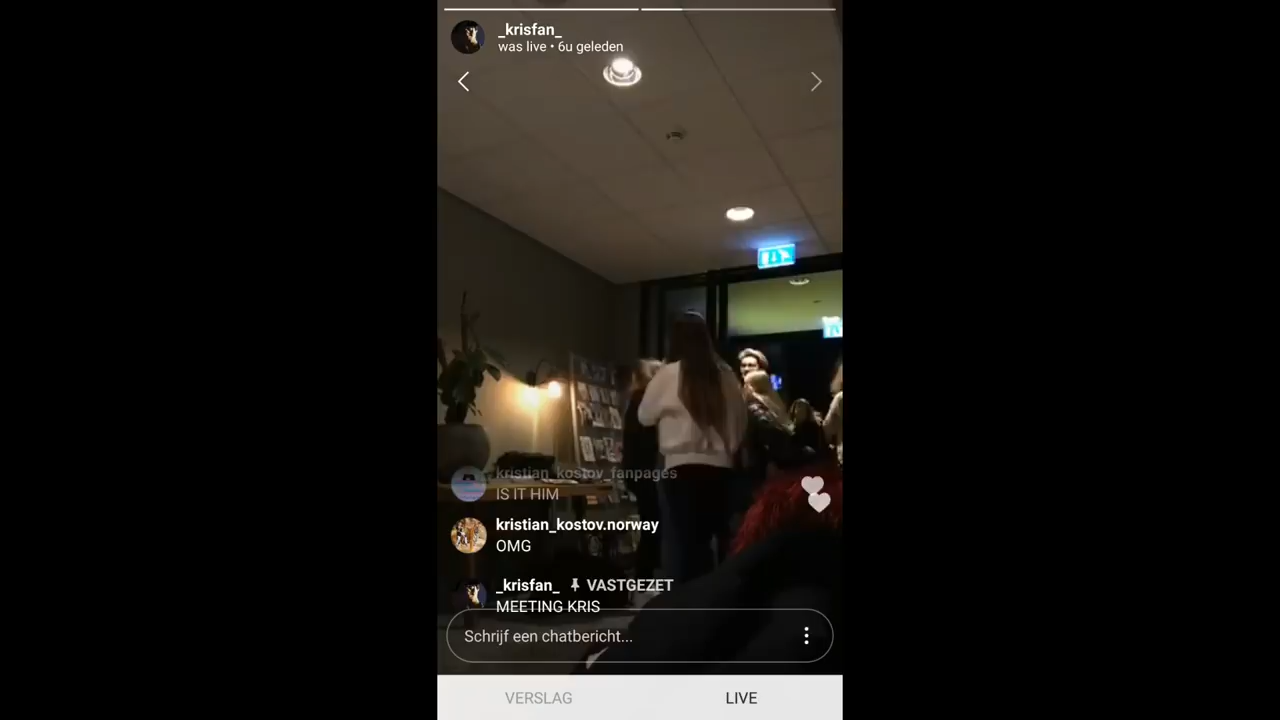 _krisfan_
was live • 6u geleden
kristian_kostov_fanpages
IS IT HIM
kristian_kostov.norway
OMG
_krisfan_ VASTGEZET
MEETING KRIS
Schrijf een chatbericht...
VERSLAG LIVE